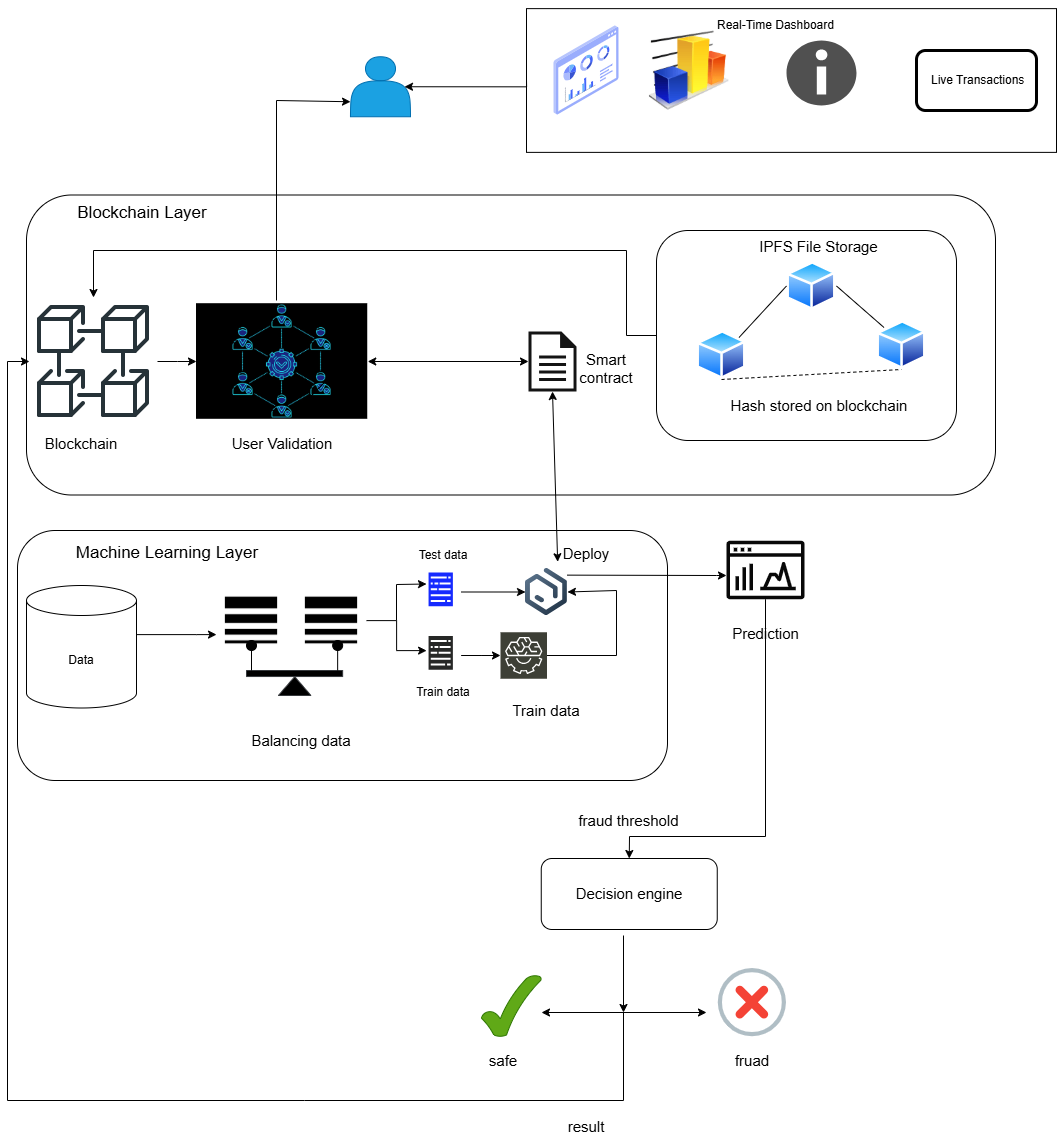 Real-Time Dashboard
Live Transactions
Blockchain Layer
IPFS File Storage
Smart
contract
Hash stored on blockchain
Blockchain
User Validation
Machine Learning Layer
Test data
Deploy
Data
Prediction
Train data
Train data
Balancing data
fraud threshold
Decision engine
safe
fruad
result